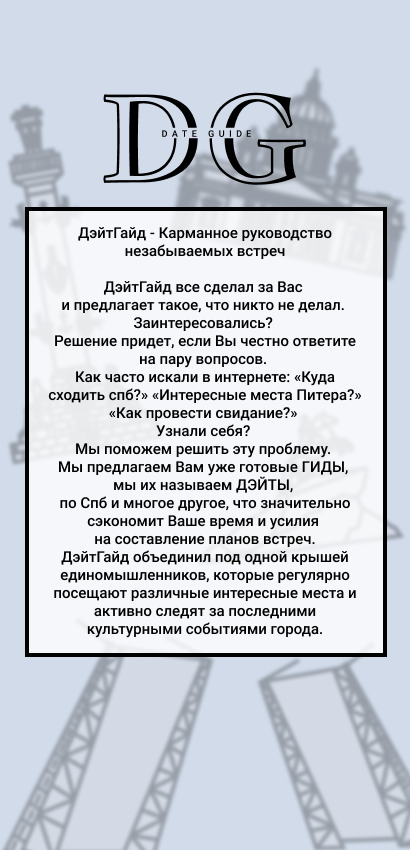 DG
DATE GUIDE
ДэйтГайд - Карманное руководство
незабываемых встреч
ДэйтГайд все сделал за Вас
и предлагает такое, что никто не делал.
Заинтересовались?
Решение придет, если Вы честно ответите
на пару вопросов.
Как часто искали в интернете: «Куда
сходить спб?» «Интересные места Питера?»
«Как провести свидание?»
Узнали себя?
Мы поможем решить эту проблему.
Мы предлагаем Вам уже готовые ГИДЫ,
мы их называем ДЭЙТЫ,
по Спб и многое другое, что значительно
сэкономит Ваше время и усилия
на составление планов встреч.
ДэйтГайд объединил под одной крышей
единомышленников, которые регулярно
посещают различные интересные места и
активно следят за последними
культурными событиями города.